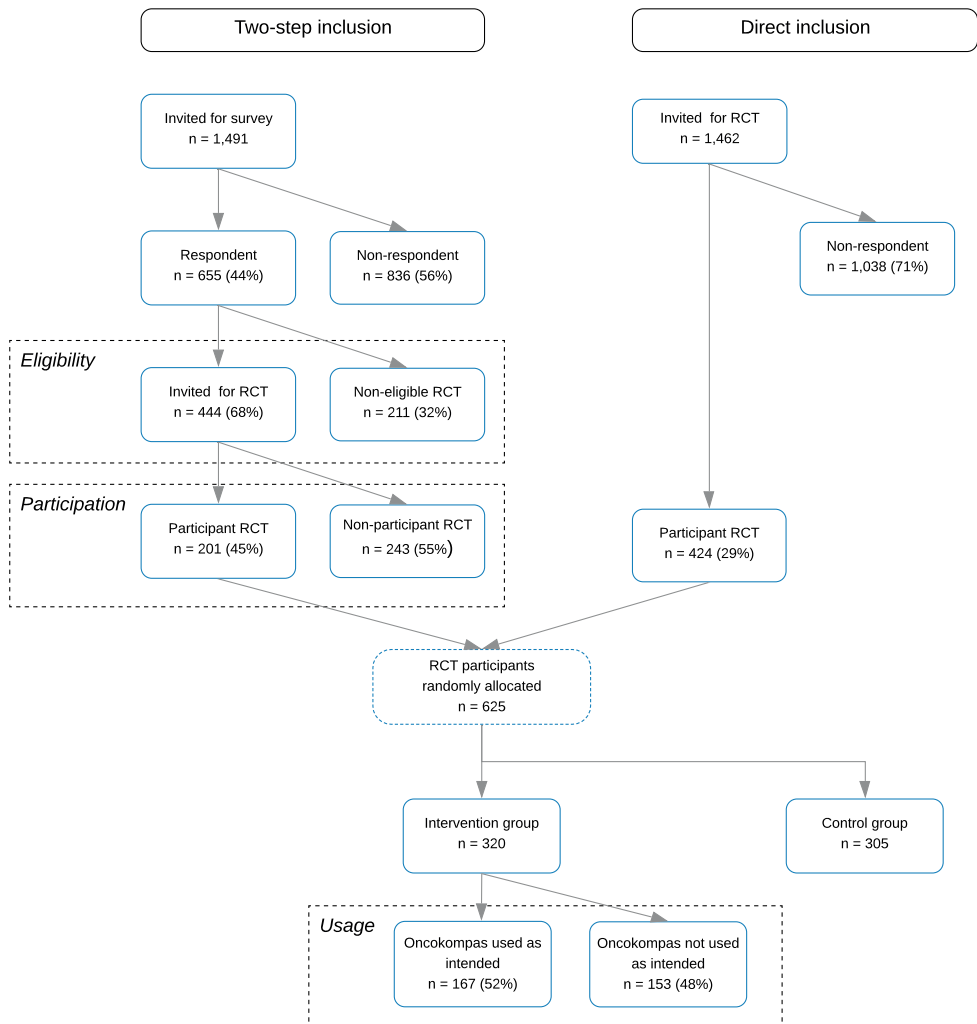 Two-step inclusion
Direct inclusion
Invited for survey
n = 1,491
Invited  for RCT
n = 1,462
Respondent
n = 655 (44%)
Non-respondent
n = 836 (56%)
Non-respondent
n = 1,038 (71%)
Eligibility
Invited  for RCT
n = 444 (68%)
Non-eligible RCT
n = 211 (32%)
Participation
Participant RCT
n = 201 (45%)
Non-participant RCT
n = 243 (55%)
Participant RCT
n = 424 (29%)
RCT participants
randomly allocated
n = 625
Intervention group
n = 320
Control group
n = 305
Usage
Oncokompas used as
intended
n = 167 (52%)
Oncokompas not used
as intended
n = 153 (48%)